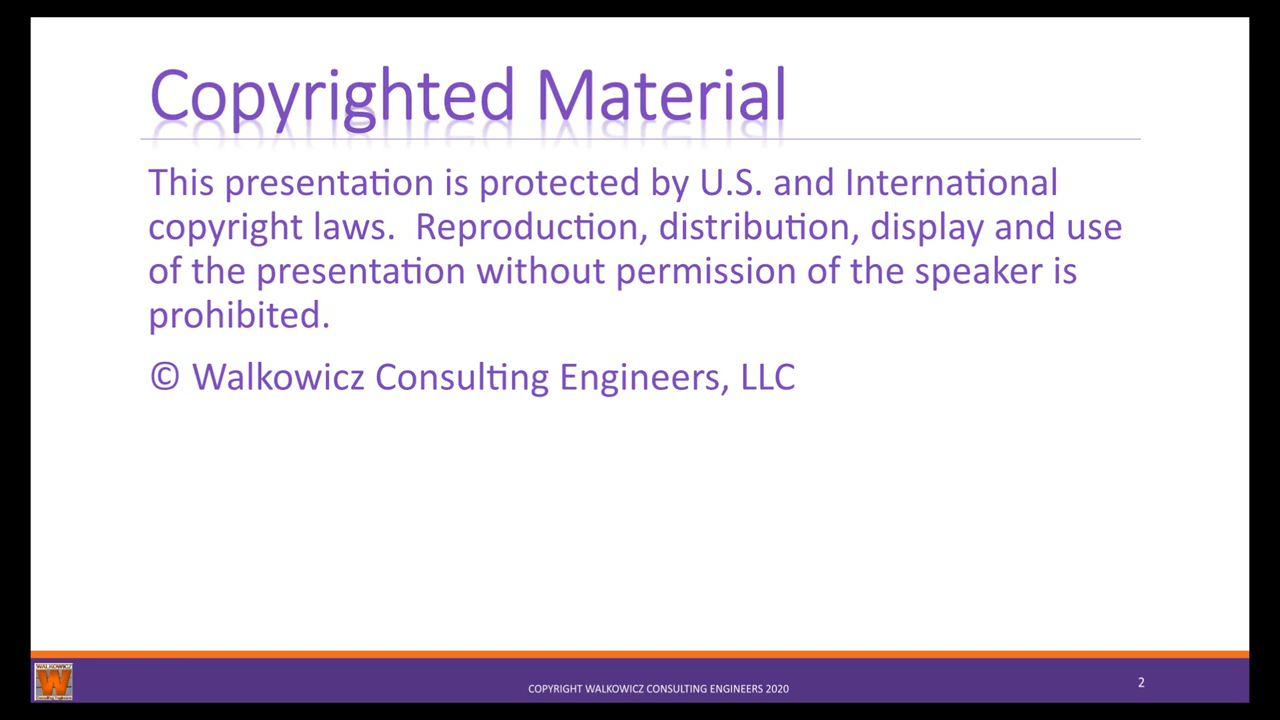 Copyrighted Material
This presentation is protected by U.S. and International
copyright laws.  Reproduction, distribution, display and use
of the presentation without permission of the speaker is
prohibited.
© Walkowicz Consulting Engineers, LLC
WALKOWICZ
W
COPYRIGHT WALKOWICZ CONSULTING ENGINEERS 2020
2